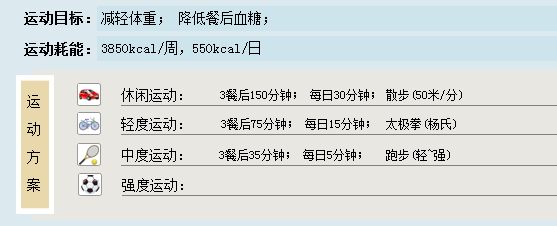 运动目标：减轻体重； 降低餐后血糖；
运动耗能：3850kcal/周，550kcal/日
运动方案
休闲运动： 3餐后150分钟； 每日30分钟； 散步(50米/分)
轻度运动： 3餐后75分钟； 每日15分钟； 太极拳(杨氏)
中度运动： 3餐后35分钟； 每日5分钟； 跑步(轻~强)
强度运动：